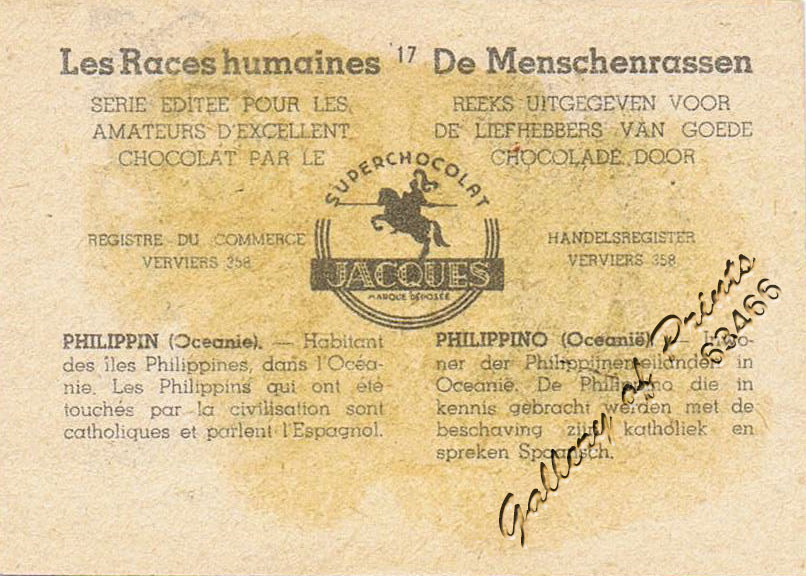 Les Races humaines
SERIE EDITEE POUR LES
AMATEURS D'EXCELLENT
CHOCOLAT PAR LE
17
De Menschenrassen
REEKS UITGEGEVEN VOOR
DE LIEFHEBBERS VAN GOEDE
CHOCOLADE DOOR
SUPERCHOCOLAT
JACQUES
MARQUE DÉPOSÉE
REGISTRE DU COMMERCE
VERVIERS 358
HANDELSREGISTER
VERVIERS 358
PHILIPPIN (Oceanie). — Habitant
des îles Philippines, dans l'Océa-
nie. Les Philippins qui ont été
touchés par la civilisation sont
catholiques et parlent l'Espagnol.
PHILIPPINO (Oceanië). — Inwo-
ner der Philippijneneilanden in
Oceanië. De Philippino die in
kennis gebracht werden met de
beschaving zijn katholiek en
spreken Spaansch.
Gallery of Prints
63466